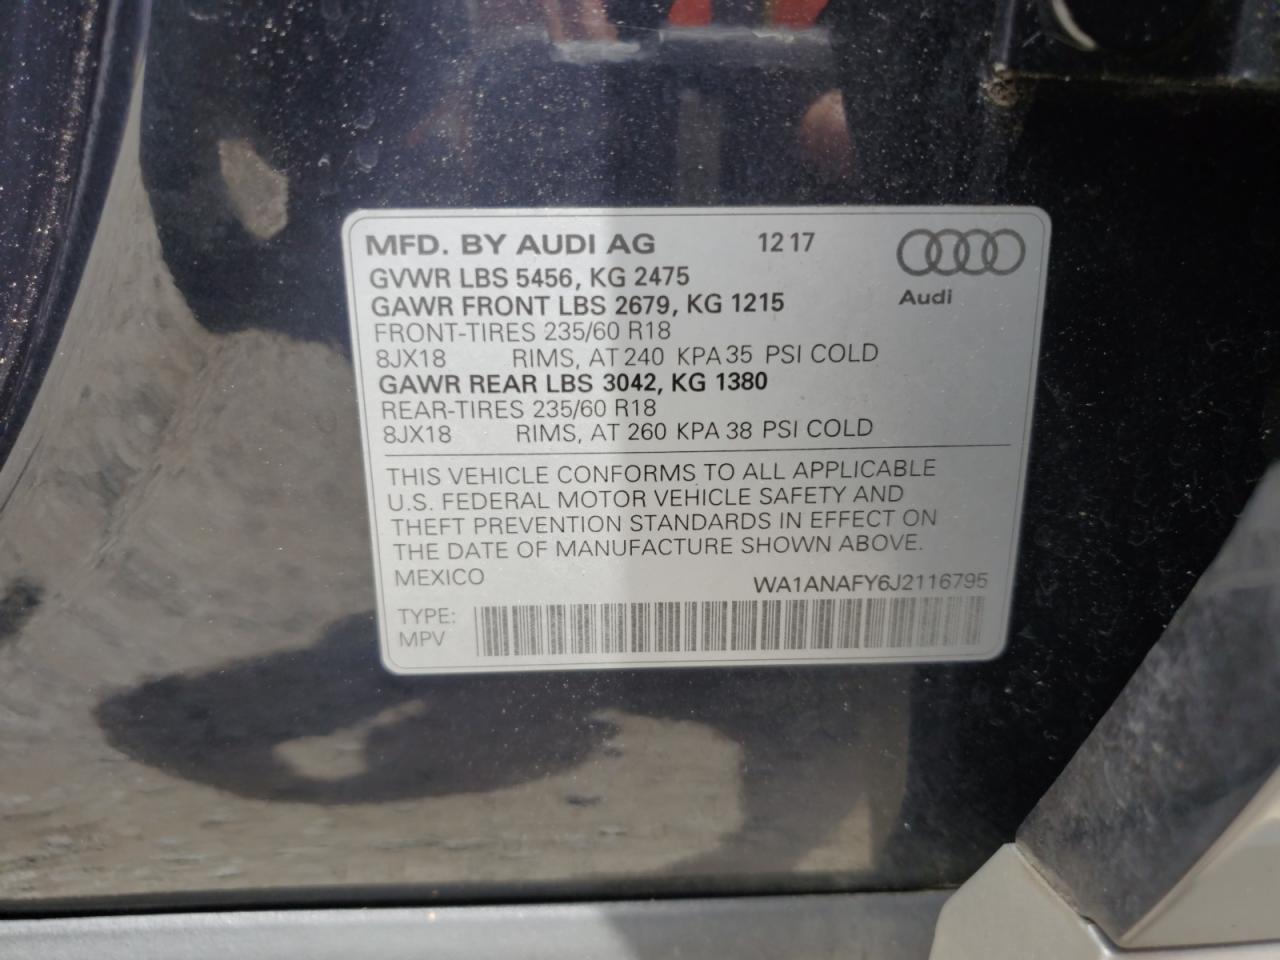 MFD. BY AUDI AG 12 17
GVWR LBS 5456, KG 2475
GAWR FRONT LBS 2679, KG 1215
Audi
FRONT-TIRES 235/60 R18
8JX18 RIMS, AT 240 KPA 35 PSI COLD
GAWR REAR LBS 3042, KG 1380
REAR-TIRES 235/60 R18
8JX18 RIMS, AT 260 KPA 38 PSI COLD
THIS VEHICLE CONFORMS TO ALL APPLICABLE
U.S. FEDERAL MOTOR VEHICLE SAFETY AND
THEFT PREVENTION STANDARDS IN EFFECT ON
THE DATE OF MANUFACTURE SHOWN ABOVE.
MEXICO WA1ANAFY6J2116795
TYPE:
MPV